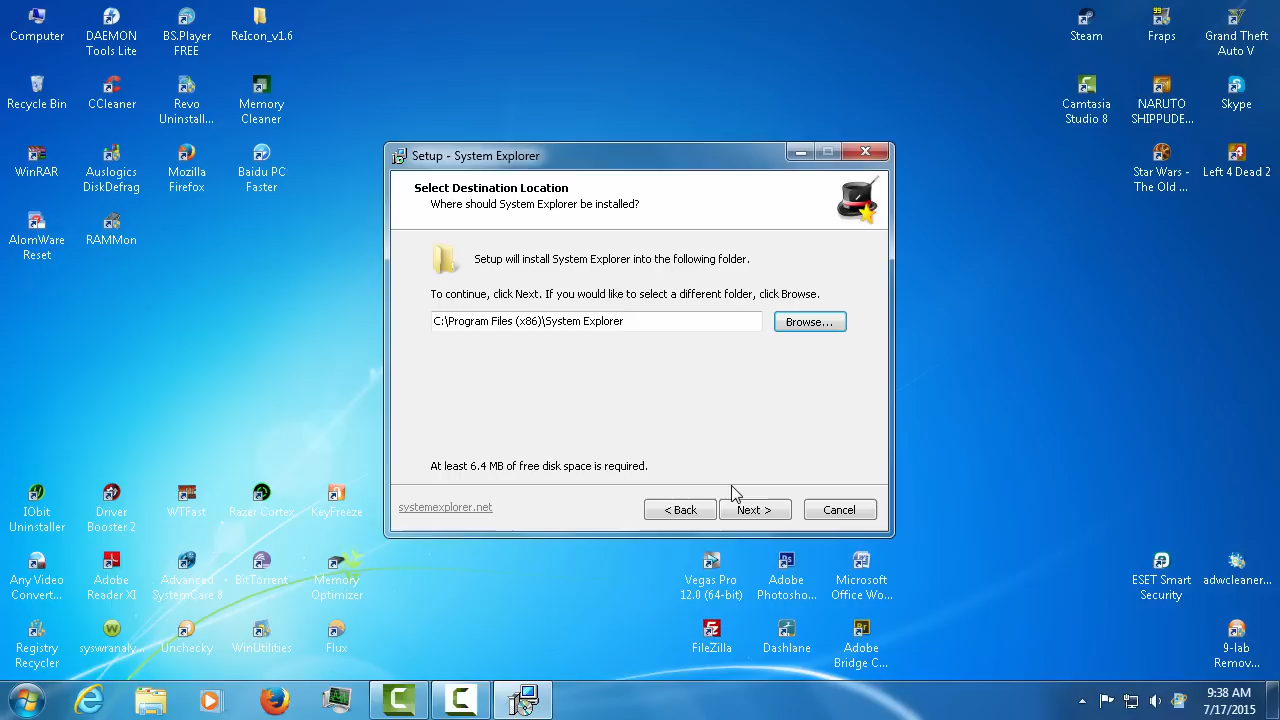 Computer
DAEMON
Tools Lite
BS.Player
FREE
ReIcon_v1.6
Steam
99
Fraps
Grand Theft
Auto V
Recycle Bin
CCleaner
Revo
Uninstall...
Memory
Cleaner
Camtasia
Studio 8
NARUTO
SHIPPUDE...
Skype
WinRAR
Auslogics
DiskDefrag
Mozilla
Firefox
Baidu PC
Faster
Star Wars -
The Old ...
Left 4 Dead 2
AlomWare
Reset
RAMMon
Setup - System Explorer
Select Destination Location
Where should System Explorer be installed?
Setup will install System Explorer into the following folder.
To continue, click Next. If you would like to select a different folder, click Browse.
C:\Program Files (x86)\System Explorer
Browse...
At least 6.4 MB of free disk space is required.
systemexplorer.net
< Back
Next >
Cancel
IObit
Uninstaller
Driver
Booster 2
WTFast
Razer Cortex
KeyFreeze
Any Video
Convert...
Adobe
Reader XI
Advanced
SystemCare 8
BitTorrent
Memory
Optimizer
Vegas Pro
12.0 (64-bit)
Adobe
Photosho...
Microsoft
Office Wo...
ESET Smart
Security
adwcleaner...
Registry
Recycler
syswranaly...
Unchecky
WinUtilities
Flux
FileZilla
Dashlane
Adobe
Bridge C...
9-lab
Remov...
9:38 AM
7/17/2015